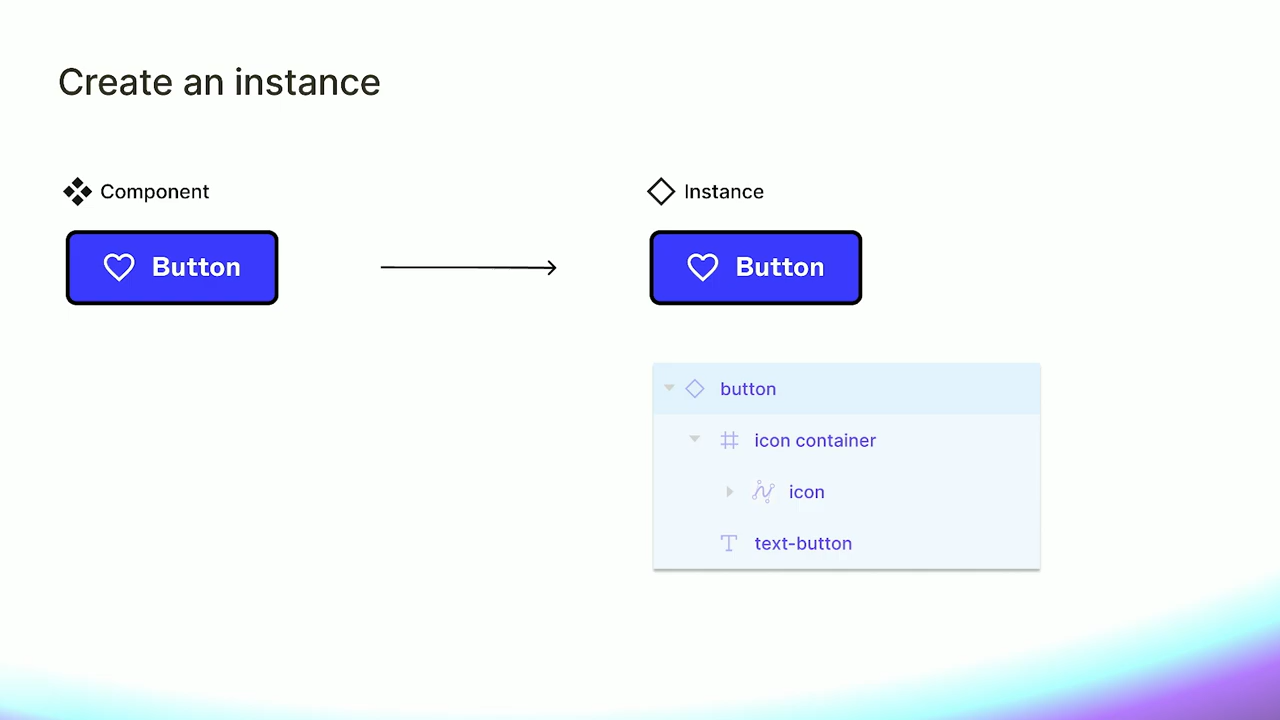 Create an instance
Component
Instance
Button
Button
button
icon container
icon
text-button